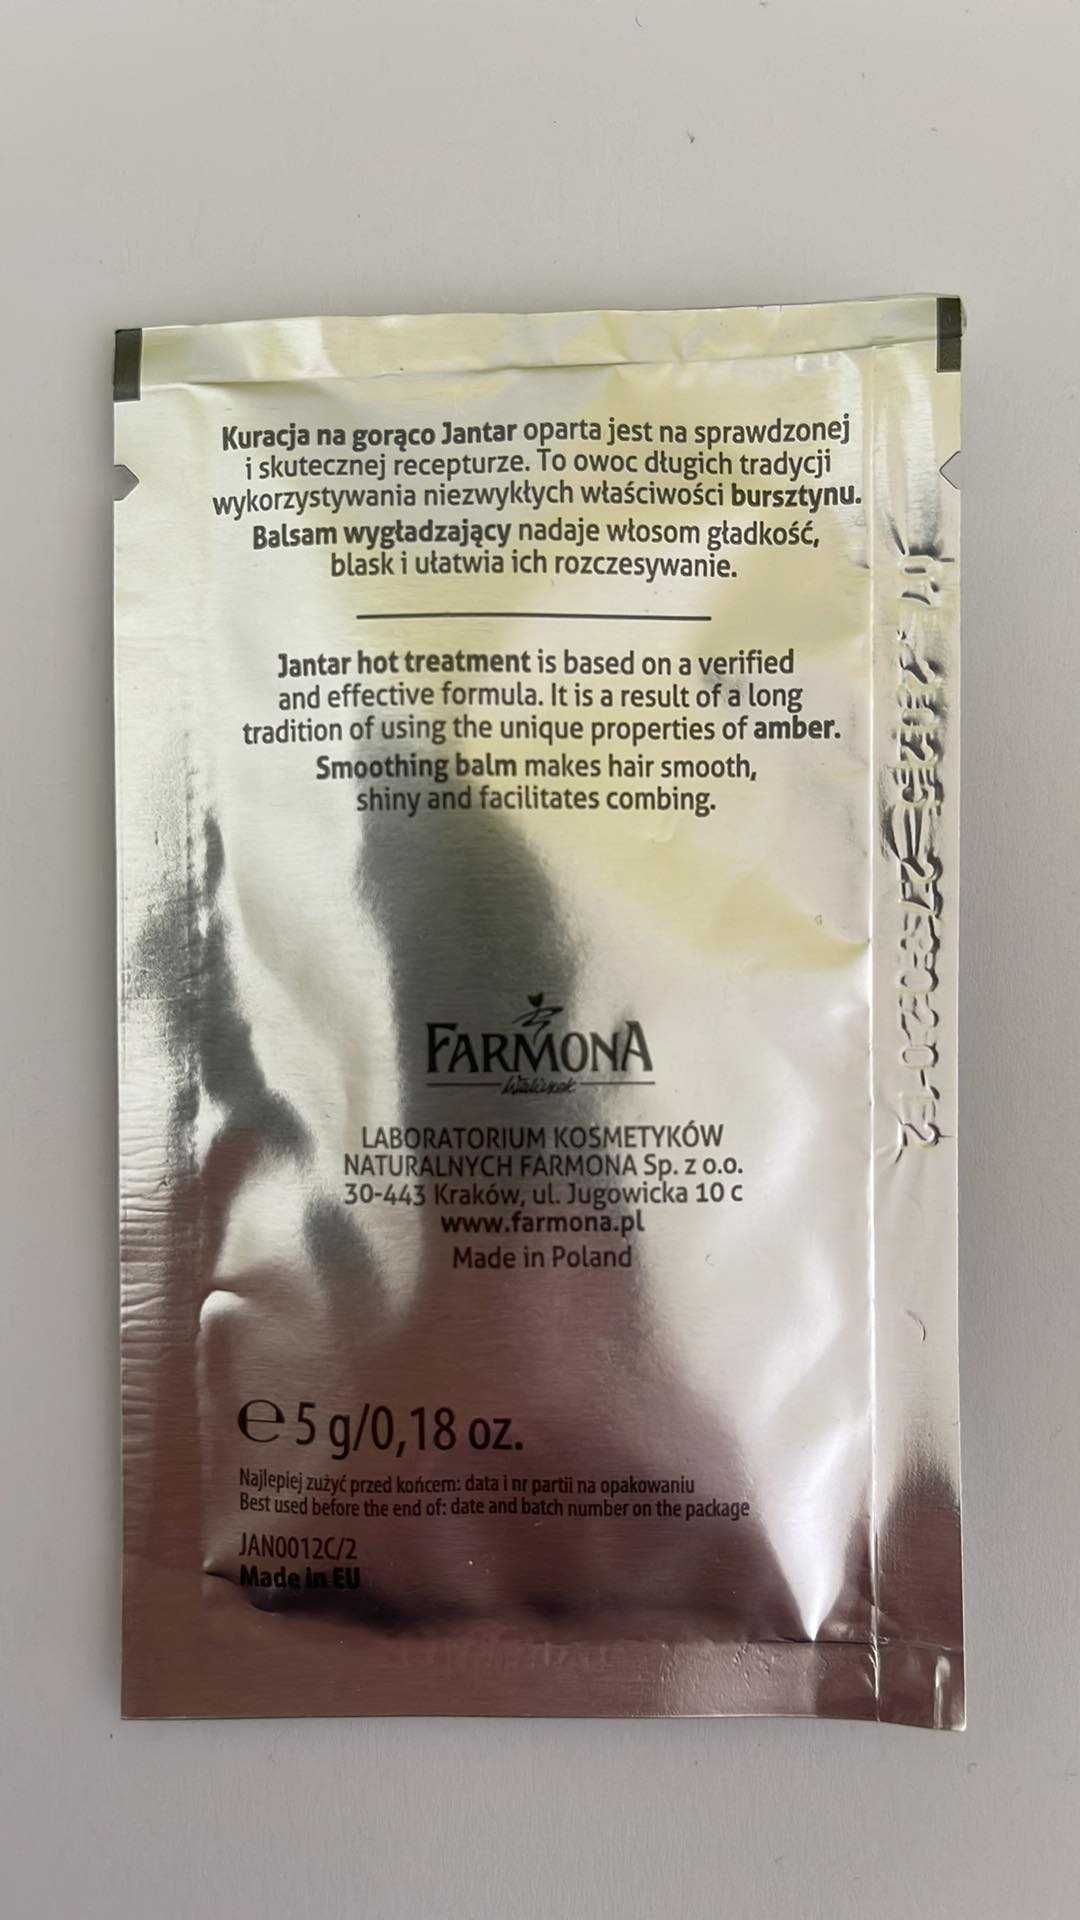 Kuracja na gorąco Jantar oparta jest na sprawdzonej
i skutecznej recepturze. To owoc długich tradycji
wykorzystywania niezwykłych właściwości bursztynu.
Balsam wygładzający nadaje włosom gładkość,
blask i ułatwia ich rozczesywanie.
Jantar hot treatment is based on a verified
and effective formula. It is a result of a long
tradition of using the unique properties of amber.
Smoothing balm makes hair smooth,
shiny and facilitates combing.
FARMONA
LABORATORIUM KOSMETYKÓW
NATURALNYCH FARMONA Sp. z o.o.
30-443 Kraków, ul. Jugowicka 10 c
www.farmona.pl
Made in Poland
℮ 5 g/0,18 oz.
Najlepiej zużyć przed końcem: data i nr partii na opakowaniu
Best used before the end of: date and batch number on the package
JAN0012C/2
Made in EU